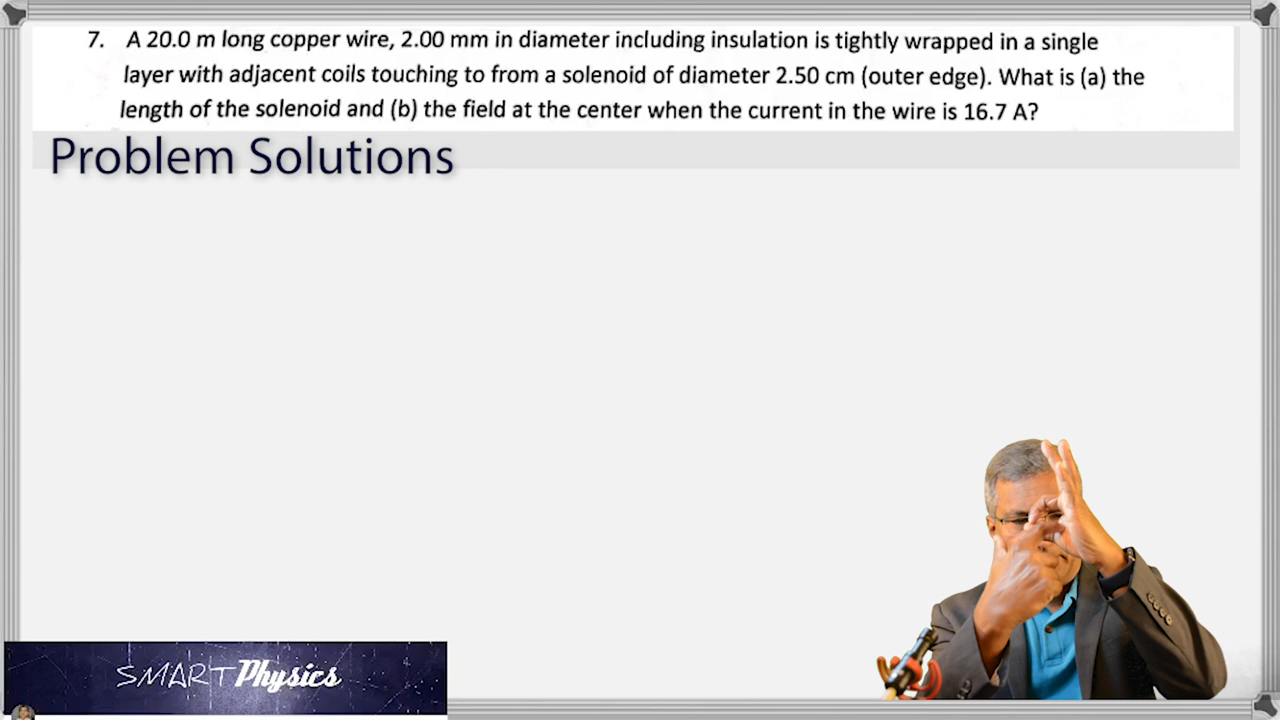 7. A 20.0 m long copper wire, 2.00 mm in diameter including insulation is tightly wrapped in a single
layer with adjacent coils touching to from a solenoid of diameter 2.50 cm (outer edge). What is (a) the
length of the solenoid and (b) the field at the center when the current in the wire is 16.7 A?
Problem Solutions
SMART Physics